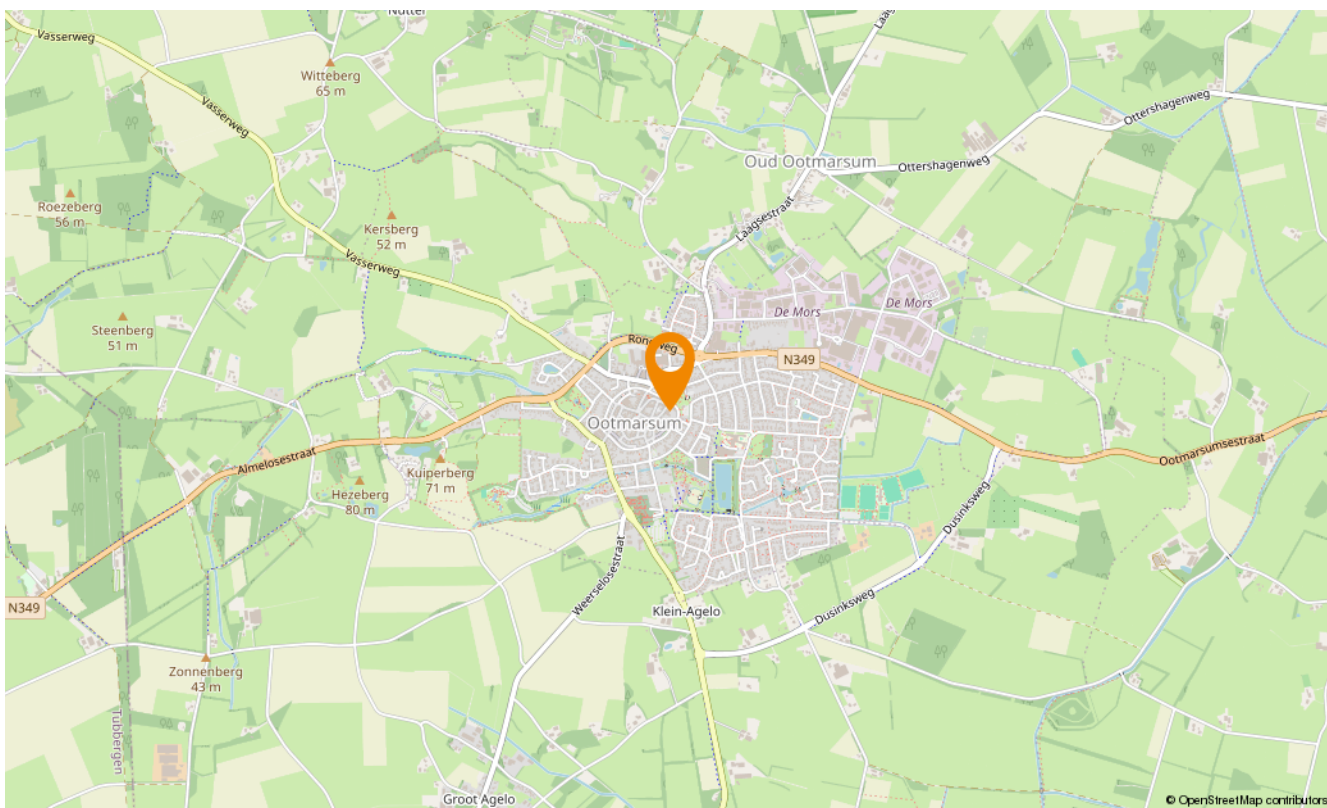 Nutter
Laagsestraat
Vasserweg
Witteberg
65 m
Vasserweg
Ottershagenweg
Oud Ootmarsum
Ottershagenweg
Roezeberg
56 m
Kersberg
52 m
Laagsestraat
Vasserweg
De Mors
De Mors
Steenberg
51 m
N349
Ootmarsum
Ootmarsumsestraat
Almelosestraat
Kuiperberg
71 m
Hezeberg
80 m
Dusinksweg
Weerselosestraat
N349
Klein-Agelo
Dusinksweg
Zonnenberg
43 m
Tubbergen
Groot Agelo
© OpenStreetMap contributors